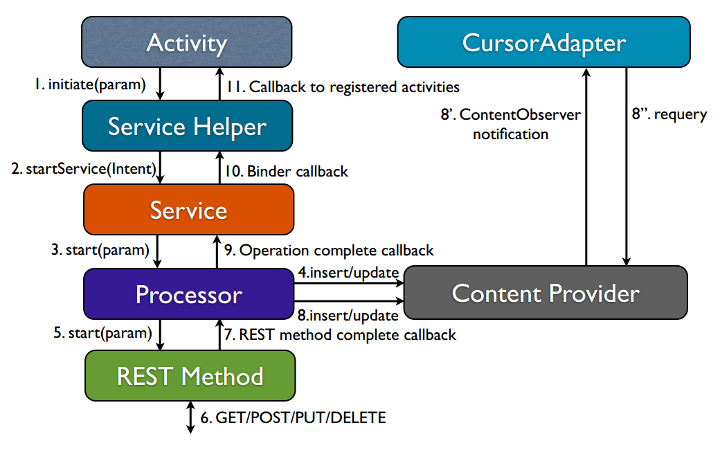 Activity
CursorAdapter
1. initiate(param)
11. Callback to registered activities
Service Helper
8'. ContentObserver
notification
8”. requery
2. startService(Intent)
10. Binder callback
Service
3. start(param)
9. Operation complete callback
4.insert/update
Processor
Content Provider
8.insert/update
5. start(param)
7. REST method complete callback
REST Method
6. GET/POST/PUT/DELETE